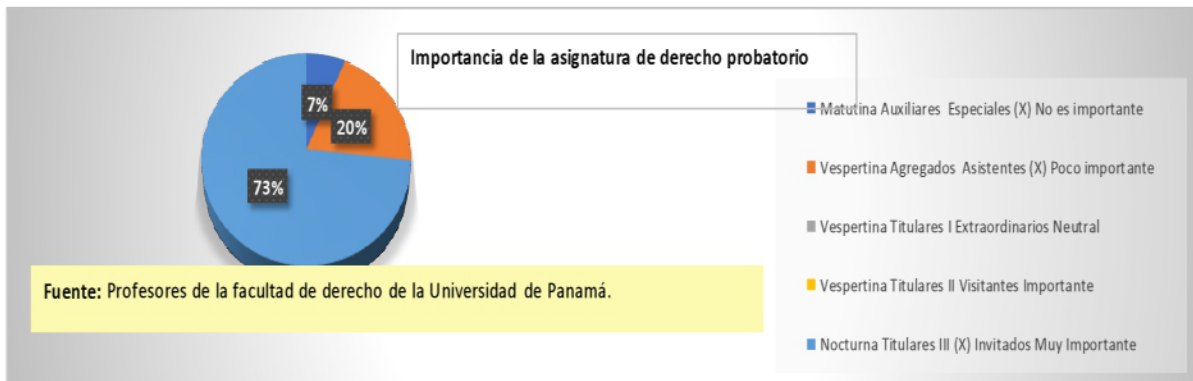 Importancia de la asignatura de derecho probatorio
7%
20%
73%
Matutina Auxiliares Especiales (X) No es importante
Vespertina Agregados Asistentes (X) Poco importante
Vespertina Titulares I Extraordinarios Neutral
Vespertina Titulares II Visitantes Importante
Nocturna Titulares III (X) Invitados Muy Importante
Fuente: Profesores de la facultad de derecho de la Universidad de Panamá.